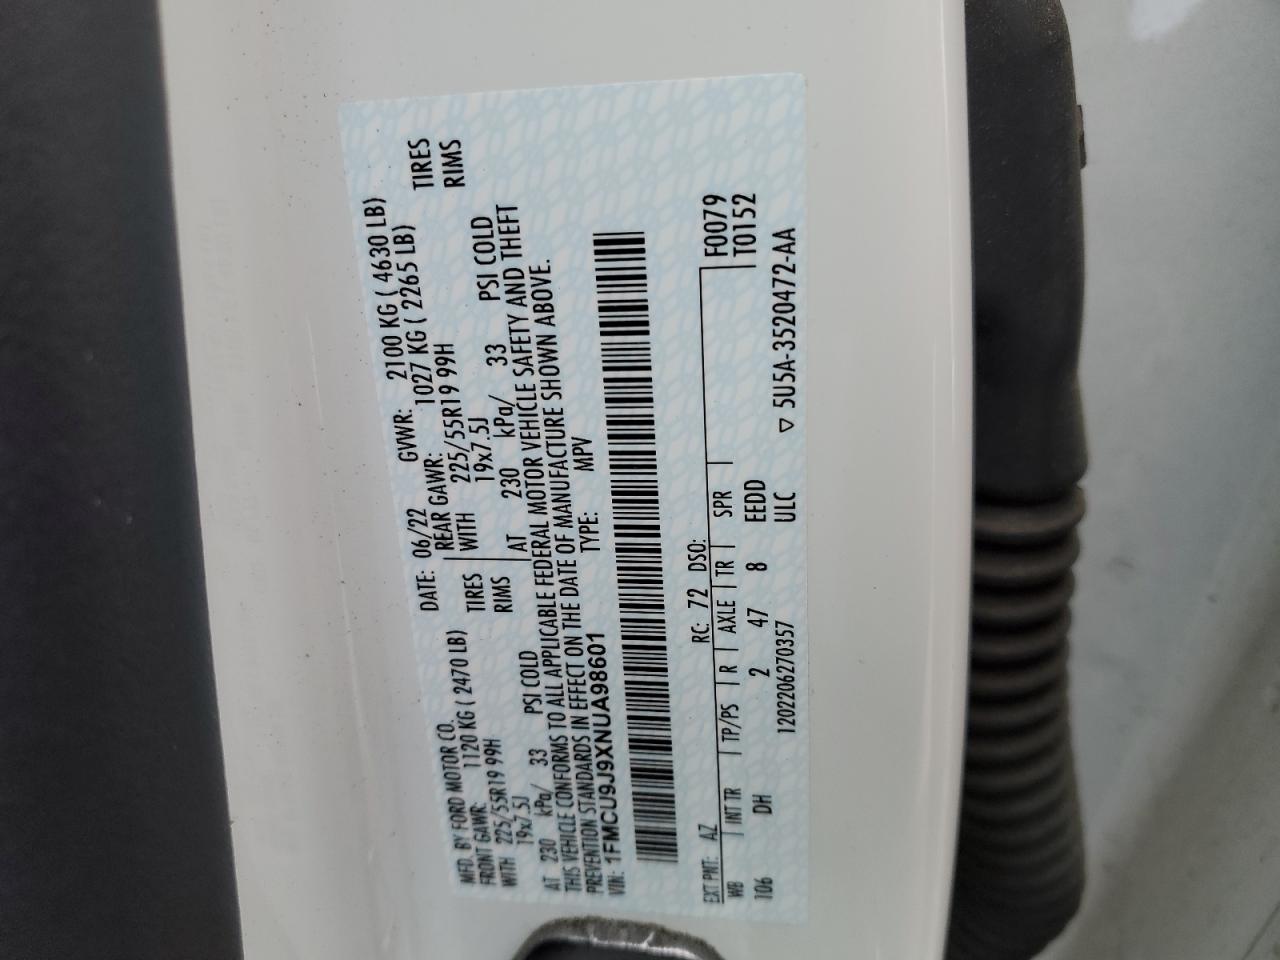 MFD. BY FORD MOTOR CO. DATE: 06/22 GVWR: 2100 KG ( 4630 LB)
FRONT GAWR: 1120 KG ( 2470 LB) REAR GAWR: 1027 KG ( 2265 LB)
WITH 225/55R19 99H TIRES WITH 225/55R19 99H TIRES
19x7.5J RIMS 19x7.5J RIMS
AT 230 kPa/ 33 PSI COLD AT 230 kPa/ 33 PSI COLD
THIS VEHICLE CONFORMS TO ALL APPLICABLE FEDERAL MOTOR VEHICLE SAFETY AND THEFT
PREVENTION STANDARDS IN EFFECT ON THE DATE OF MANUFACTURE SHOWN ABOVE.
VIN: 1FMCU9J9XNUA98601 TYPE: MPV
EXT PNT: AZ RC: 72 DSO: F0079
WB INT TR TP/PS R AXLE TR SPR T0152
106 DH 2 47 8 EEDD
1202206270357 ULC ▽ 5U5A-3520472-AA